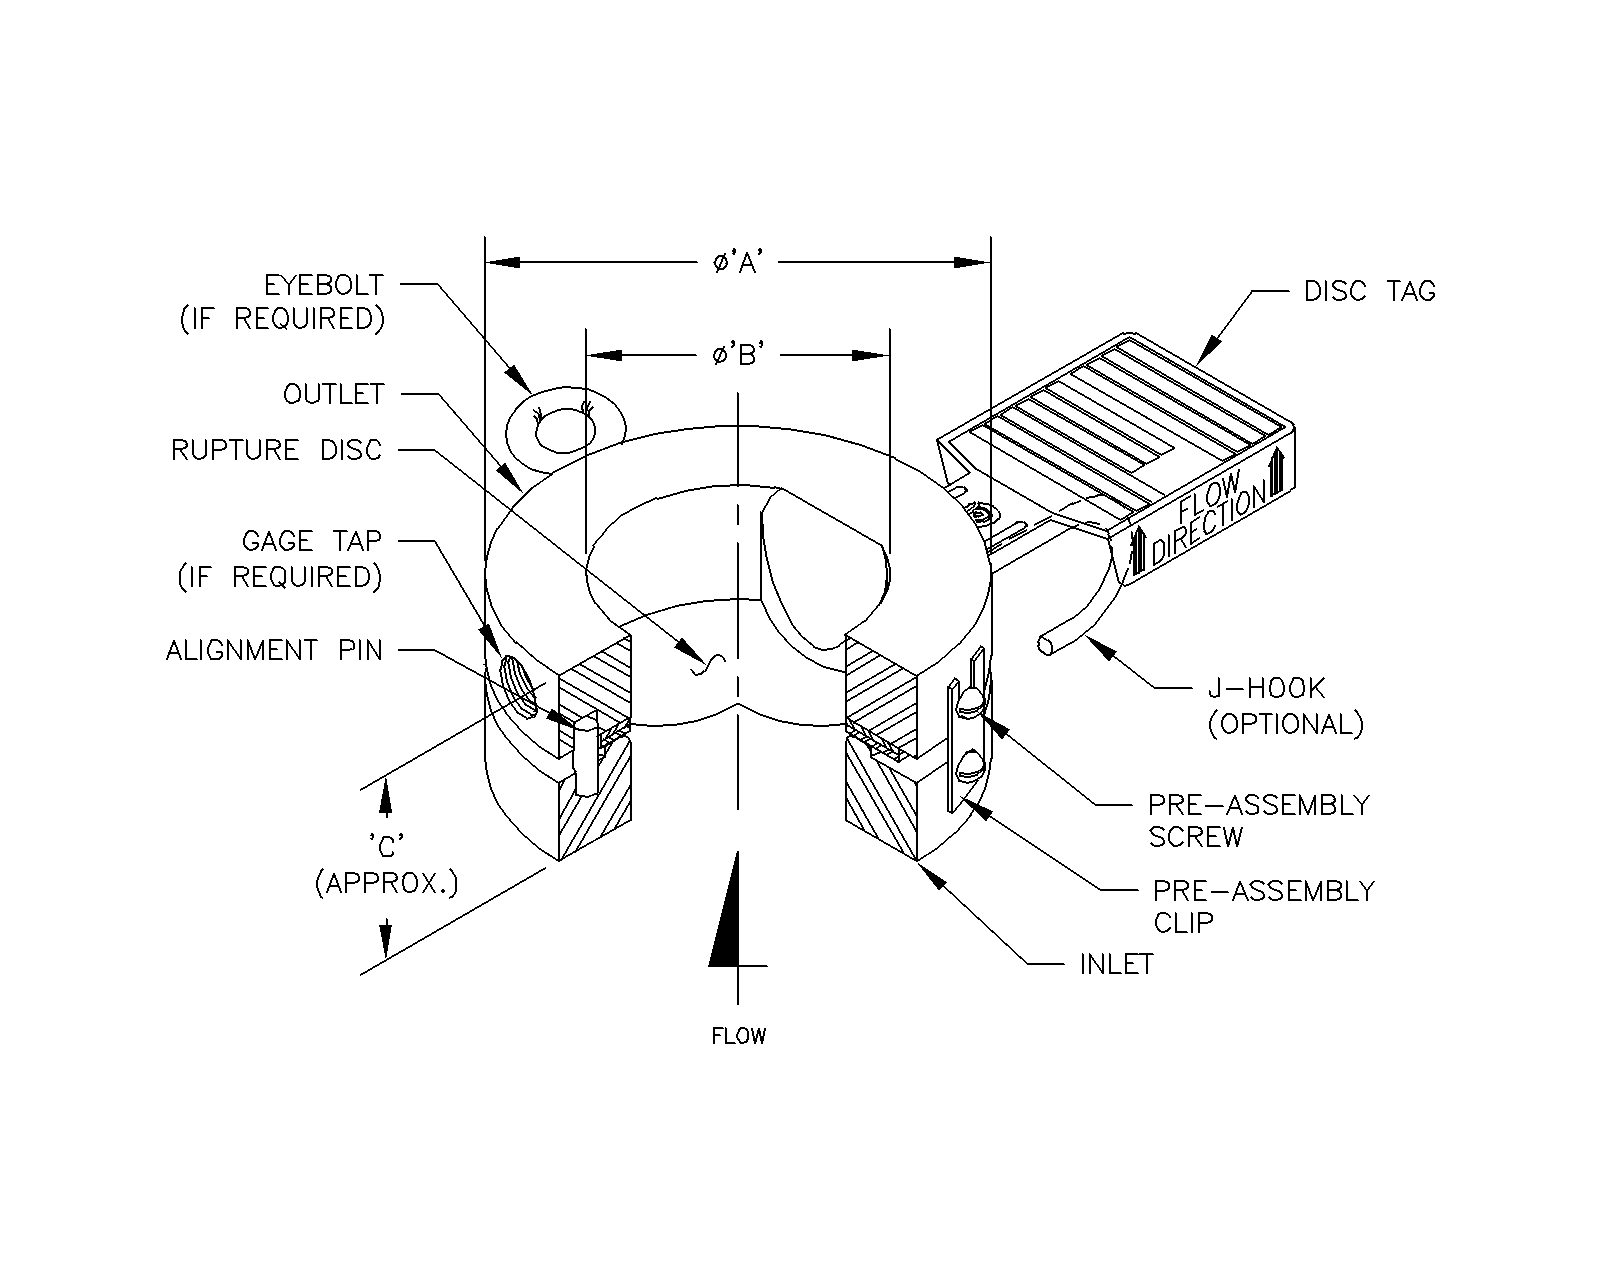 ø'A'
EYEBOLT
(IF REQUIRED)
DISC TAG
ø'B'
OUTLET
RUPTURE DISC
FLOW
DIRECTION
GAGE TAP
(IF REQUIRED)
ALIGNMENT PIN
J-HOOK
(OPTIONAL)
PRE-ASSEMBLY
SCREW
'C'
(APPROX.)
PRE-ASSEMBLY
CLIP
INLET
FLOW